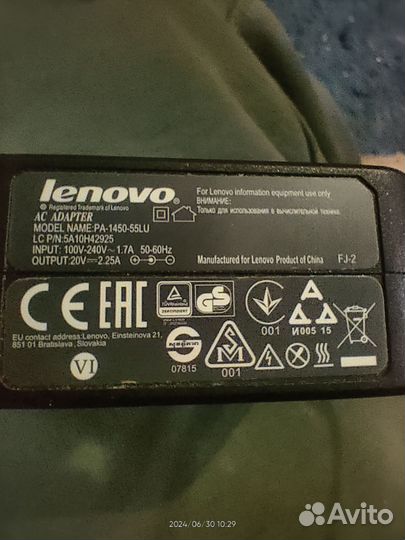 lenovo
® Registered Trademark of Lenovo
AC ADAPTER
MODEL NAME:PA-1450-55LU
LC P/N:5A10H42925
INPUT: 100V-240V~ 1.7A 50-60Hz
OUTPUT:20V 2.25A
For Lenovo information equipment use only
ВНИМАНИЕ:
Только для использования в вычислительной технике.
Manufactured for Lenovo Product of China FJ-2
CE EAC
GS
001
И005 15
EU contact address:Lenovo, Einsteinova 21,
851 01 Bratislava, Slovakia
VI
07815
001
2024/06/30 10:29
Avito